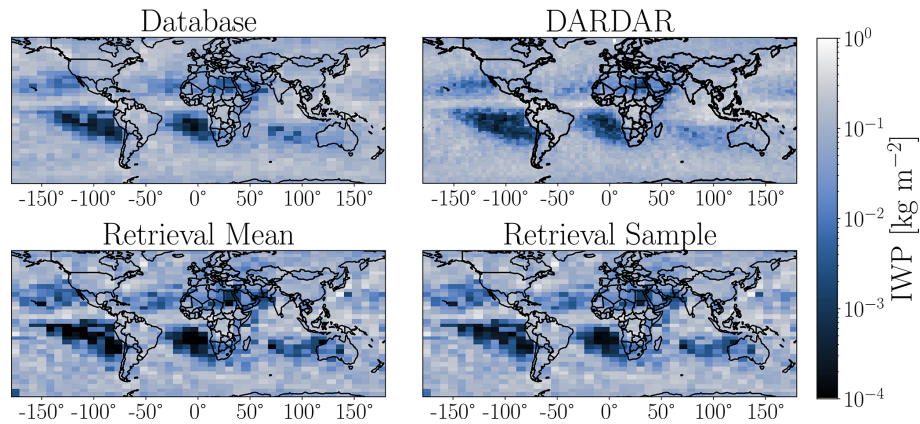 Database
DARDAR
-150° -100° -50° 0° 50° 100° 150°
-150° -100° -50° 0° 50° 100° 150°
Retrieval Mean
Retrieval Sample
-150° -100° -50° 0° 50° 100° 150°
-150° -100° -50° 0° 50° 100° 150°
10⁰
10⁻¹
10⁻²
10⁻³
10⁻⁴
IWP [kg m⁻²]